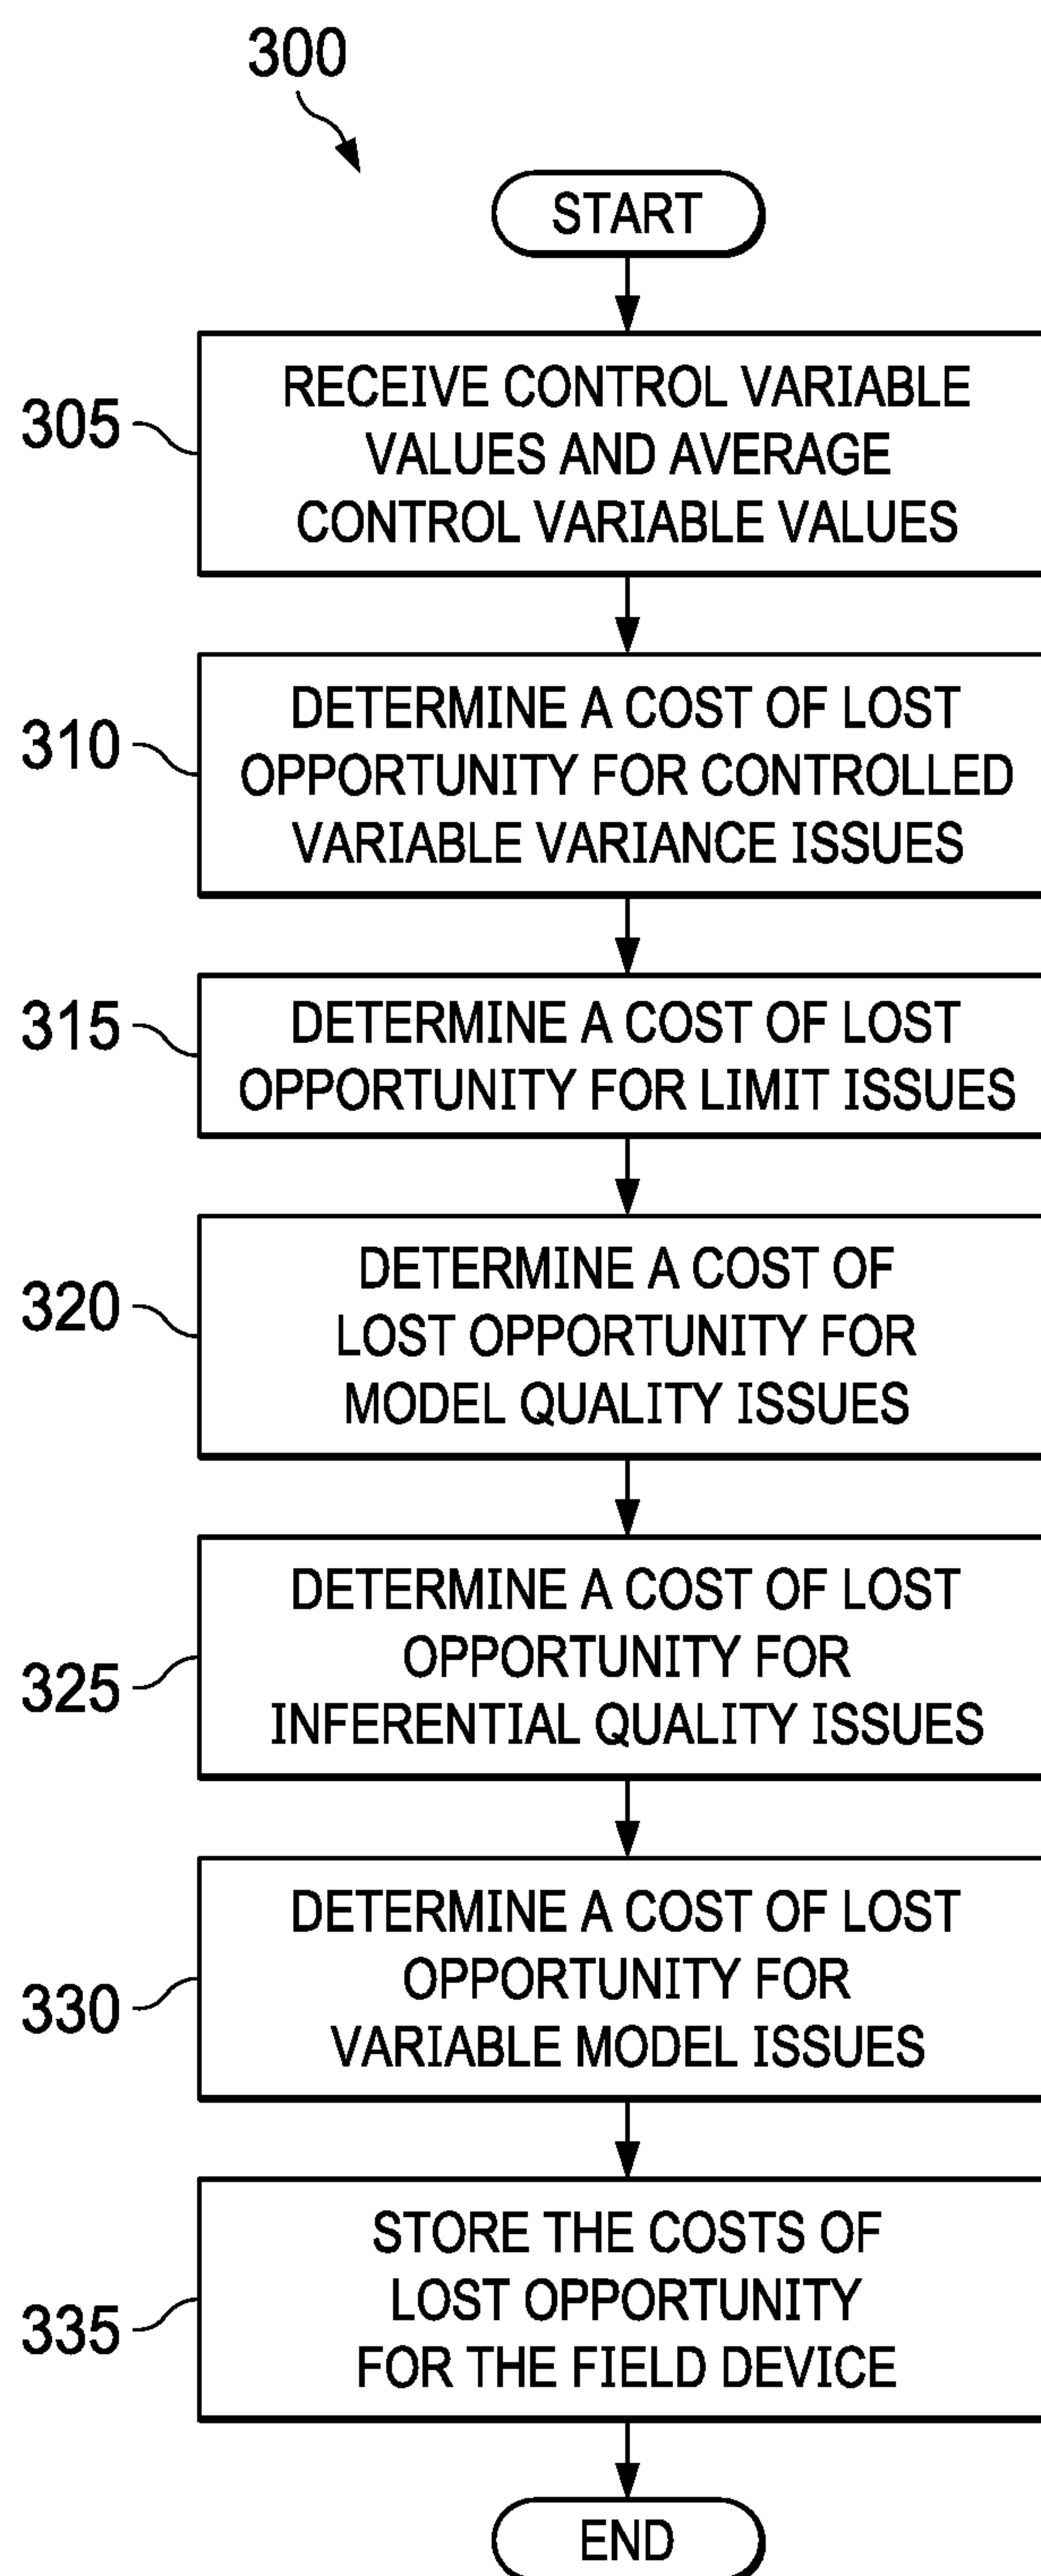 300
START
305
RECEIVE CONTROL VARIABLE
VALUES AND AVERAGE
CONTROL VARIABLE VALUES
310
DETERMINE A COST OF LOST
OPPORTUNITY FOR CONTROLLED
VARIABLE VARIANCE ISSUES
315
DETERMINE A COST OF LOST
OPPORTUNITY FOR LIMIT ISSUES
320
DETERMINE A COST OF
LOST OPPORTUNITY FOR
MODEL QUALITY ISSUES
325
DETERMINE A COST OF LOST
OPPORTUNITY FOR
INFERENTIAL QUALITY ISSUES
330
DETERMINE A COST OF LOST
OPPORTUNITY FOR
VARIABLE MODEL ISSUES
335
STORE THE COSTS OF
LOST OPPORTUNITY
FOR THE FIELD DEVICE
END